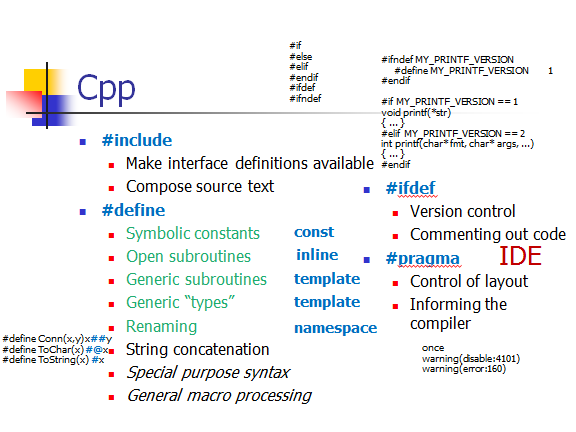 Cpp
#if
#else
#elif
#endif
#ifdef
#ifndef
#ifndef MY_PRINTF_VERSION
#define MY_PRINTF_VERSION 1
#endif
#if MY_PRINTF_VERSION == 1
void printf(*str)
{ ... }
#elif MY_PRINTF_VERSION == 2
int printf(char* fmt, char* args, ...)
{ ... }
#endif
#include
Make interface definitions available
Compose source text
#define
Symbolic constants const
Open subroutines inline
Generic subroutines template
Generic “types” template
Renaming namespace
String concatenation
Special purpose syntax
General macro processing
#define Conn(x,y)x##y
#define ToChar(x) #@x
#define ToString(x) #x
#ifdef
Version control
Commenting out code
#pragma IDE
Control of layout
Informing the
compiler
once
warning(disable:4101)
warning(error:160)